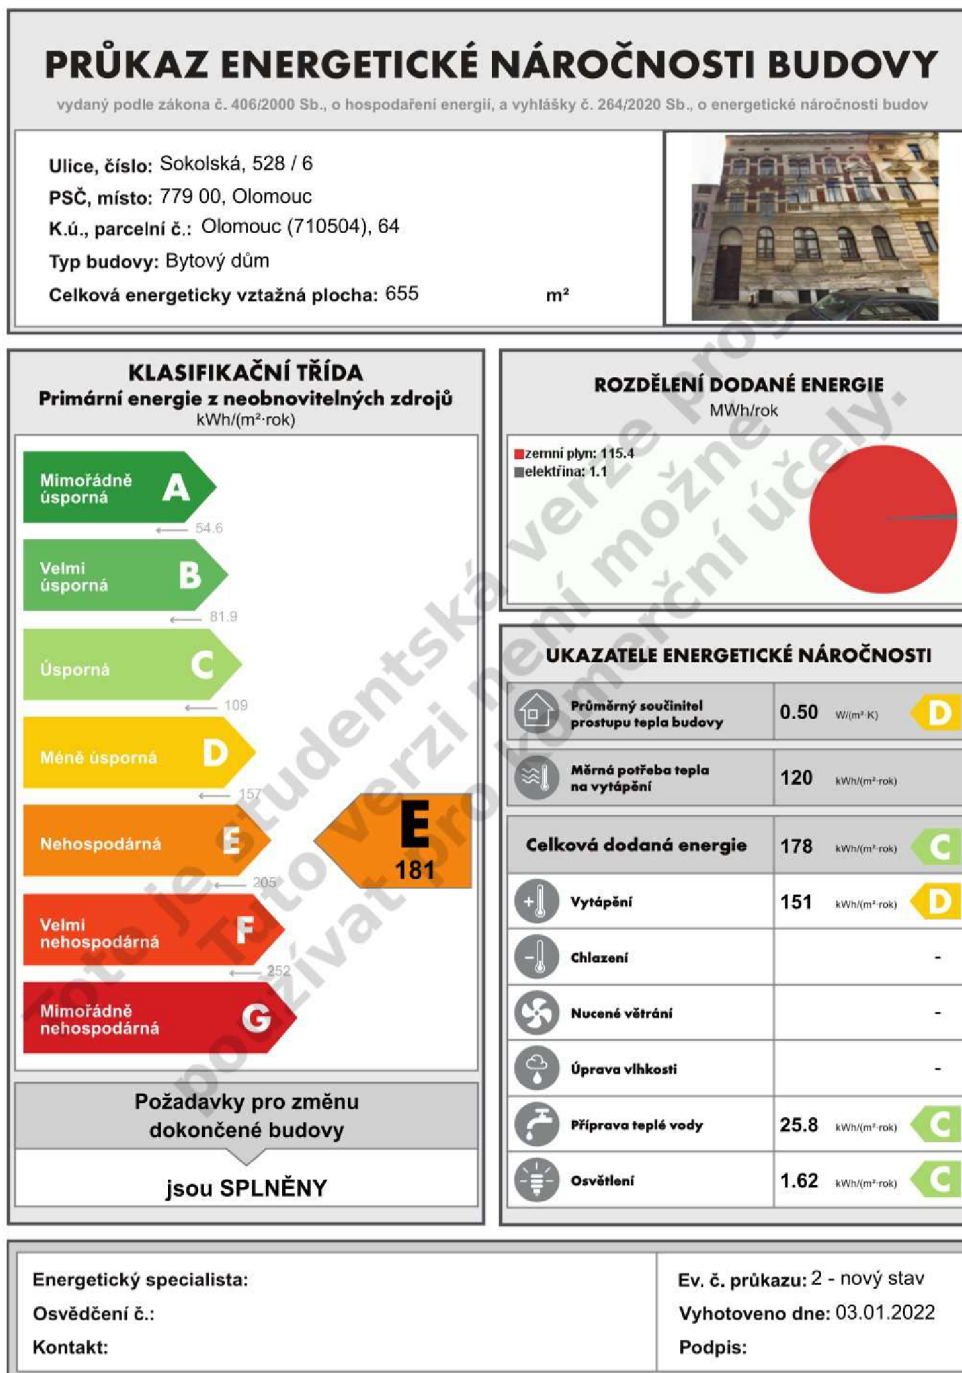 PRŮKAZ ENERGETICKÉ NÁROČNOSTI BUDOVY
vydaný podle zákona č. 406/2000 Sb., o hospodaření energií, a vyhlášky č. 264/2020 Sb., o energetické náročnosti budov
Ulice, číslo: Sokolská, 528 / 6
PSČ, místo: 779 00, Olomouc
K.ú., parcelní č.: Olomouc (710504), 64
Typ budovy: Bytový dům
Celková energeticky vztažná plocha: 655 m²
KLASIFIKAČNÍ TŘÍDA
Primární energie z neobnovitelných zdrojů
kWh/(m²·rok)
Mimořádně
úsporná
A
54.6
Velmi
úsporná
B
81.9
Úsporná
C
109
Méně úsporná
D
157
Nehospodárná
E
205
Velmi
nehospodárná
F
252
Mimořádně
nehospodárná
G
E
181
Požadavky pro změnu
dokončené budovy
jsou SPLNĚNY
ROZDĚLENÍ DODANÉ ENERGIE
MWh/rok
zemní plyn: 115.4
elektřina: 1.1
UKAZATELE ENERGETICKÉ NÁROČNOSTI
Průměrný součinitel
prostupu tepla budovy
0.50 W/(m²·K) D
Měrná potřeba tepla
na vytápění
120 kWh/(m²·rok)
Celková dodaná energie 178 kWh/(m²·rok) C
Vytápění 151 kWh/(m²·rok) D
Chlazení -
Nucené větrání -
Úprava vlhkosti -
Příprava teplé vody 25.8 kWh/(m²·rok) C
Osvětlení 1.62 kWh/(m²·rok) C
Energetický specialista:
Osvědčení č.:
Kontakt:
Ev. č. průkazu: 2 - nový stav
Vyhotoveno dne: 03.01.2022
Podpis:
Toto je studentská verze prog
Tuto verzi není možné
používat pro komerční účely.